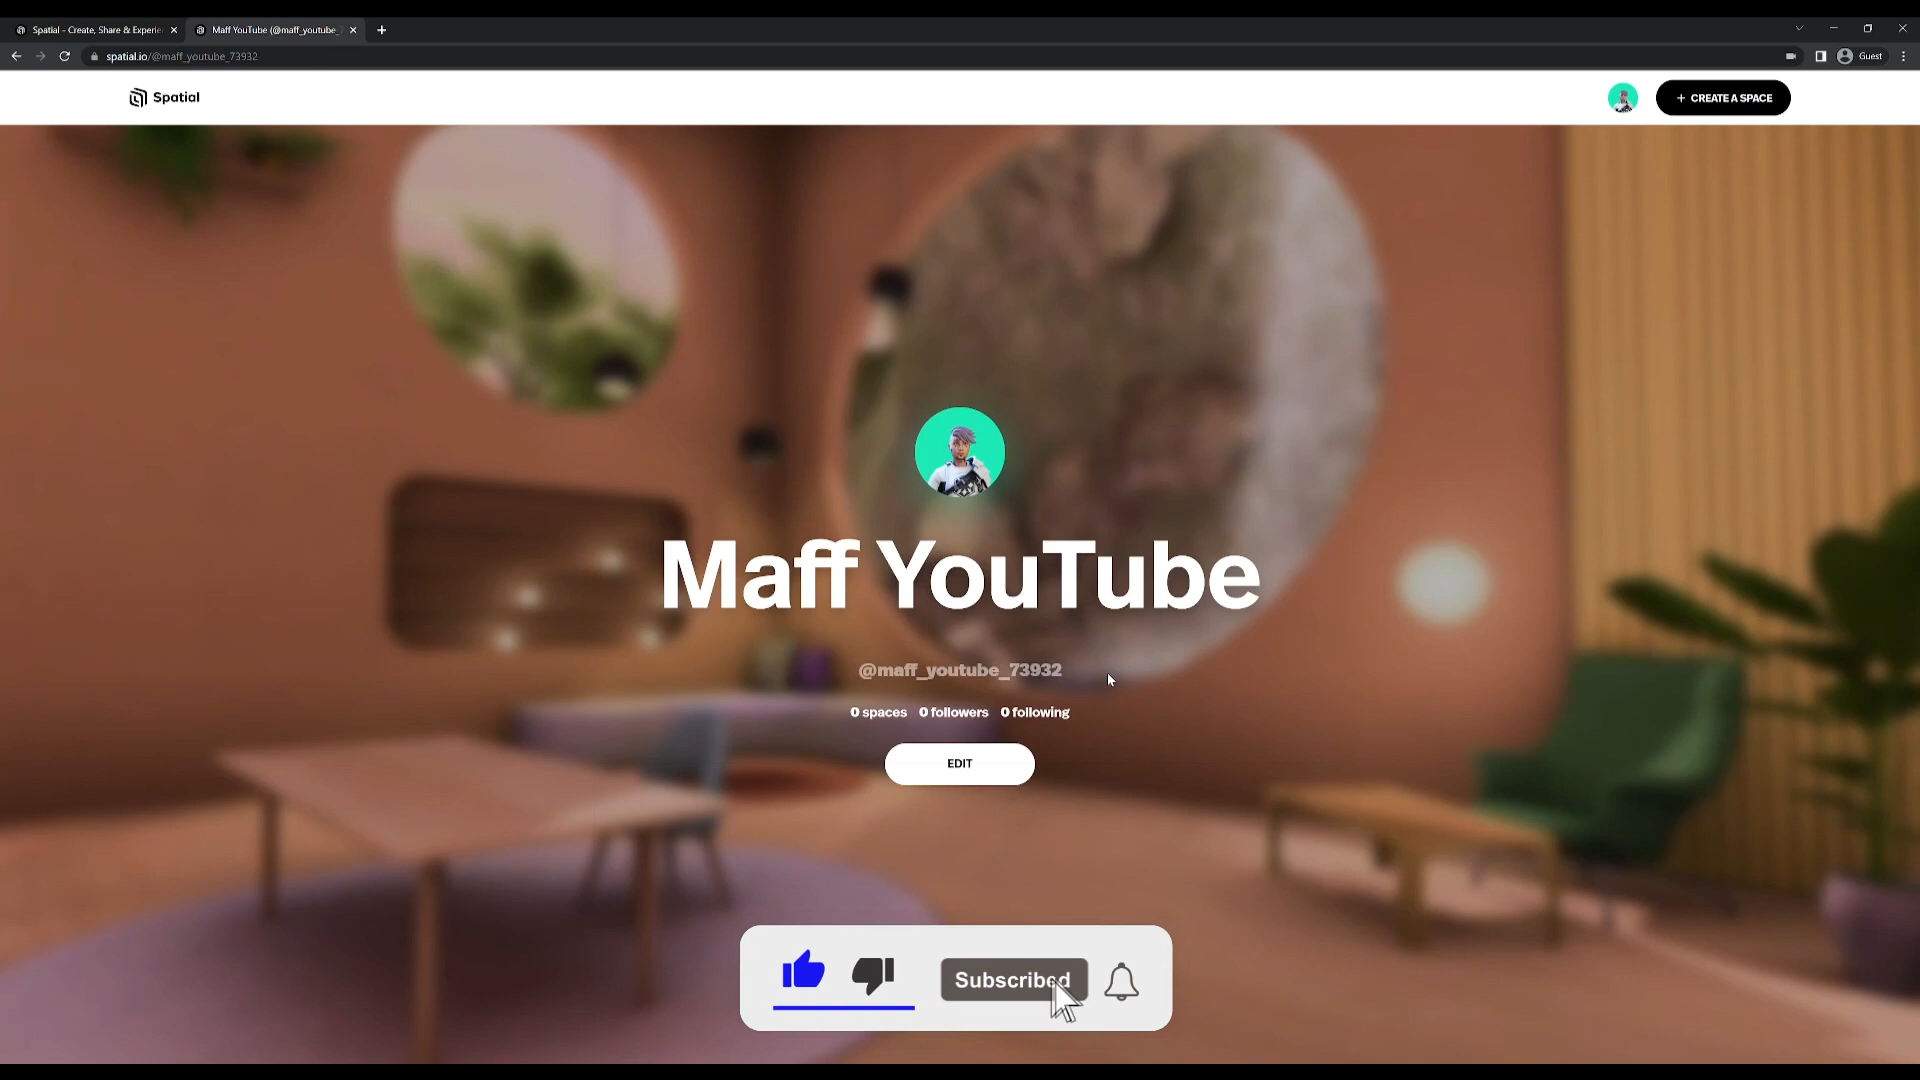 Spatial - Create, Share & Experie
Maff YouTube (@maff_youtube_
spatial.io/@maff_youtube_73932
Guest
Spatial
+ CREATE A SPACE
Maff YouTube
@maff_youtube_73932
0 spaces 0 followers 0 following
EDIT
Subscribed